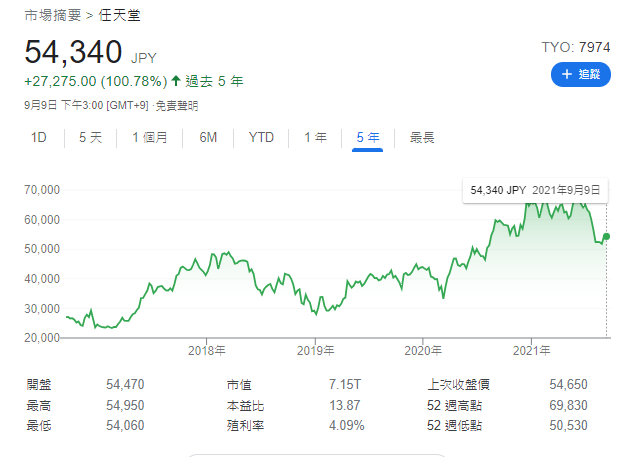 市場摘要 > 任天堂
54,340 JPY
TYO: 7974
+27,275.00 (100.78%) 過去 5 年
追蹤
9月9日 下午3:00 [GMT+9] ·免責聲明
1D 5 天 1 個月 6M YTD 1 年 5 年 最長
54,340 JPY 2021年9月9日
70,000
60,000
50,000
40,000
30,000
20,000
2018年 2019年 2020年 2021年
開盤 54,470 市值 7.15T 上次收盤價 54,650
最高 54,950 本益比 13.87 52 週高點 69,830
最低 54,060 殖利率 4.09% 52 週低點 50,530